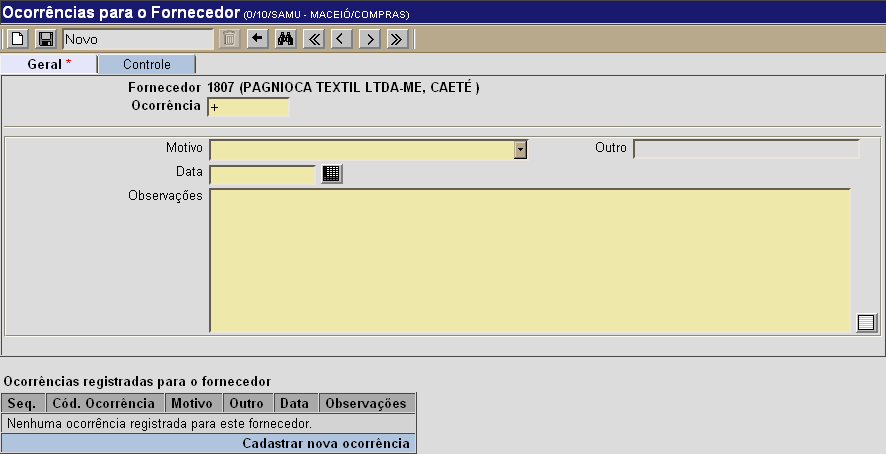 Ocorrências para o Fornecedor (0/10/SAMU - MACEIÓ/COMPRAS)
Novo
Geral * Controle
Fornecedor 1807 (PAGNIOCA TEXTIL LTDA-ME, CAETÉ )
Ocorrência +
Motivo Outro
Data
Observações
Ocorrências registradas para o fornecedor
Seq. Cód. Ocorrência Motivo Outro Data Observações
Nenhuma ocorrência registrada para este fornecedor.
Cadastrar nova ocorrência